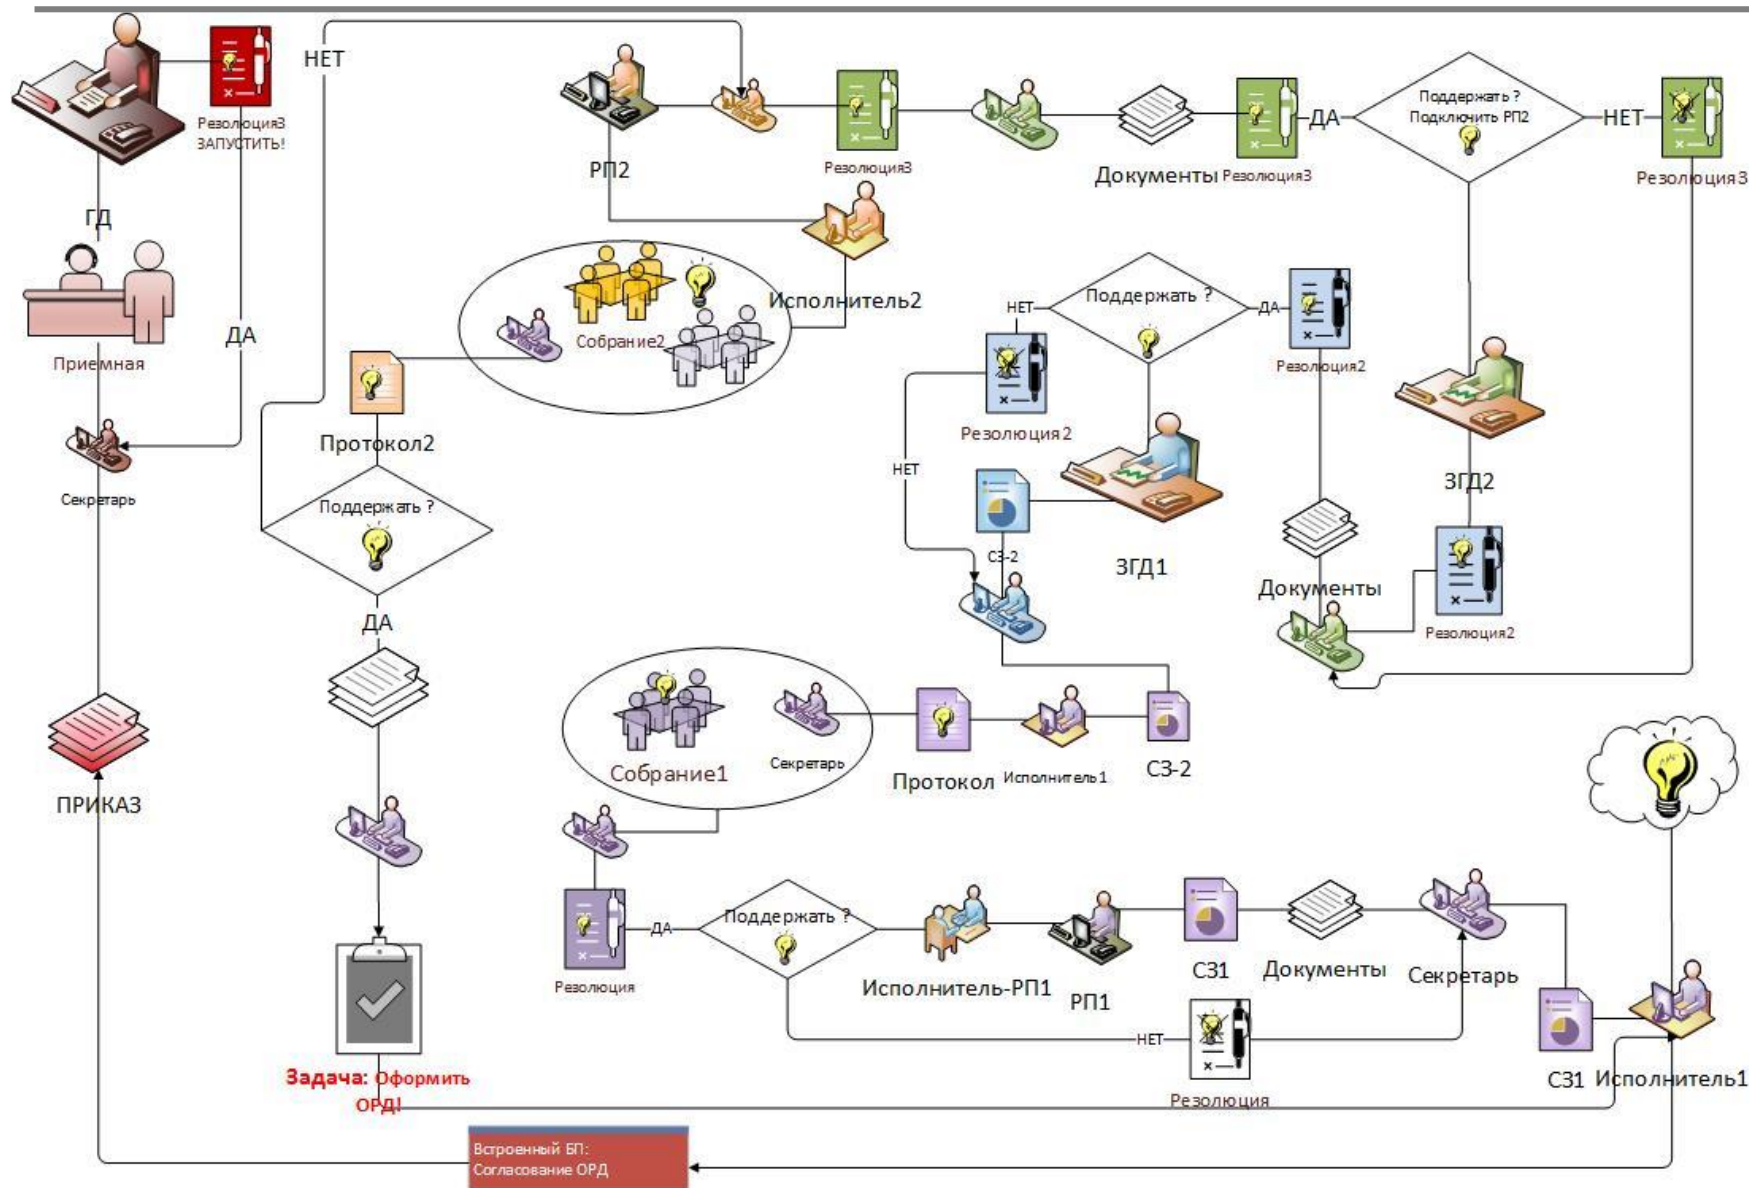 НЕТ
Резолюция3
ЗАПУСТИТЬ!
ГД
Приемная
ДА
Секретарь
РП2
Резолюция3
Документы
Резолюция3
ДА
Поддержать ?
Подключить РП2
НЕТ
Резолюция3
Исполнитель2
Собрание2
Протокол2
Поддержать ?
ДА
НЕТ
Поддержать ?
ДА
Резолюция2
Резолюция2
НЕТ
СЗ-2
ЗГД1
ЗГД2
Документы
Резолюция2
ПРИКАЗ
Собрание1
Секретарь
Протокол
Исполнитель1
СЗ-2
Резолюция
ДА
Поддержать ?
Исполнитель-РП1
РП1
СЗ1
Документы
Секретарь
НЕТ
Резолюция
СЗ1
Исполнитель1
Задача: Оформить
ОРД!
Встроенный БП:
Согласование ОРД